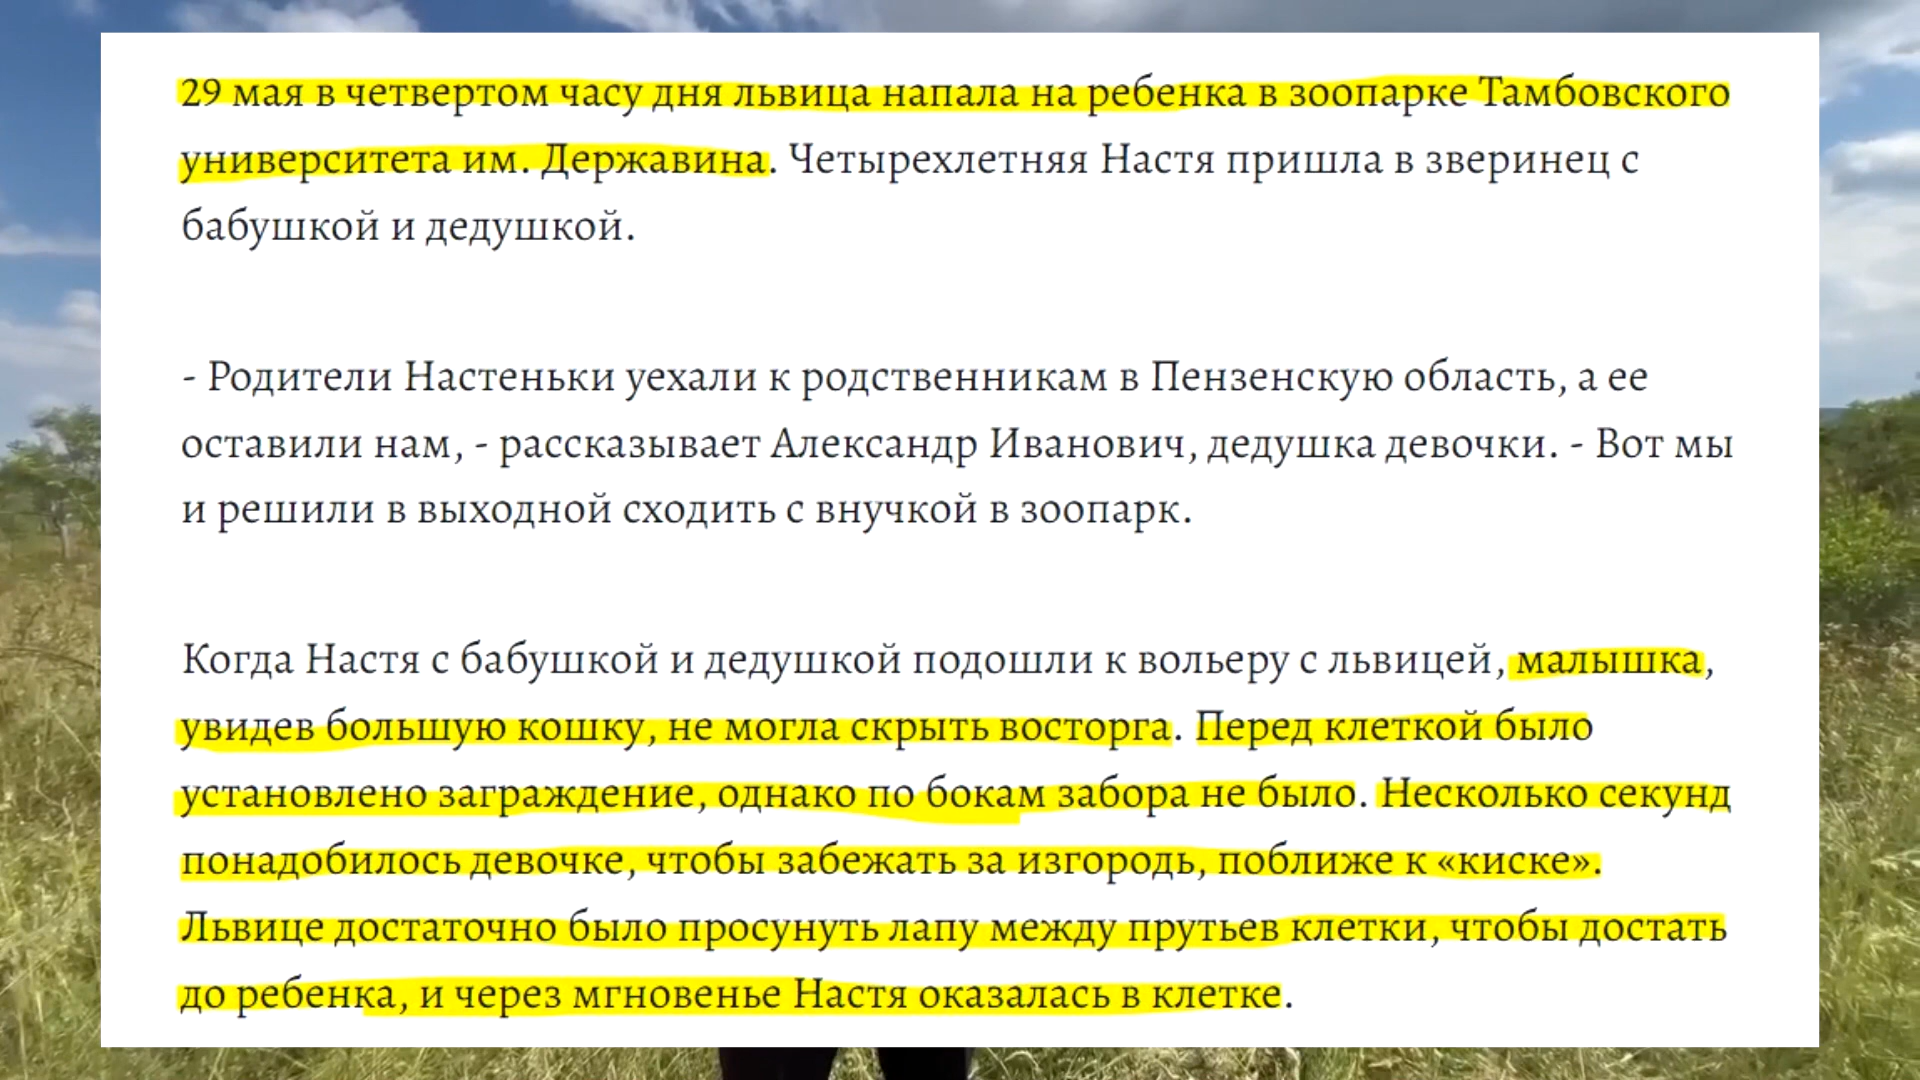 29 мая в четвертом часу дня львица напала на ребенка в зоопарке Тамбовского
университета им. Державина. Четырехлетняя Настя пришла в зверинец с
бабушкой и дедушкой.
- Родители Настеньки уехали к родственникам в Пензенскую область, а ее
оставили нам, - рассказывает Александр Иванович, дедушка девочки. - Вот мы
и решили в выходной сходить с внучкой в зоопарк.
Когда Настя с бабушкой и дедушкой подошли к вольеру с львицей, малышка,
увидев большую кошку, не могла скрыть восторга. Перед клеткой было
установлено заграждение, однако по бокам забора не было. Несколько секунд
понадобилось девочке, чтобы забежать за изгородь, поближе к «киске».
Львице достаточно было просунуть лапу между прутьев клетки, чтобы достать
до ребенка, и через мгновенье Настя оказалась в клетке.